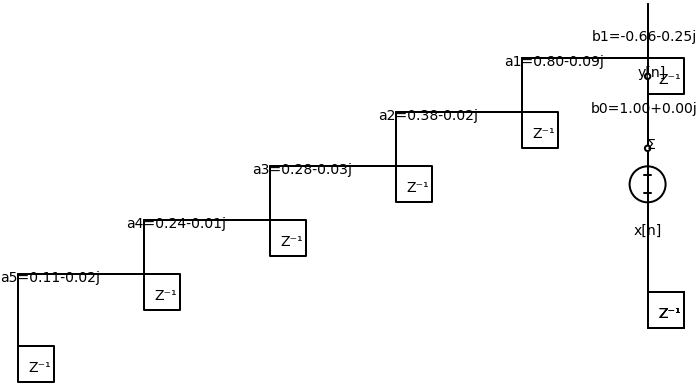 b1=-0.66-0.25j
a1=0.80-0.09j
y[n]
Z⁻¹
b0=1.00+0.00j
a2=0.38-0.02j
Z⁻¹
Σ
a3=0.28-0.03j
Z⁻¹
a4=0.24-0.01j
x[n]
Z⁻¹
a5=0.11-0.02j
Z⁻¹
Z⁻¹
Z⁻¹